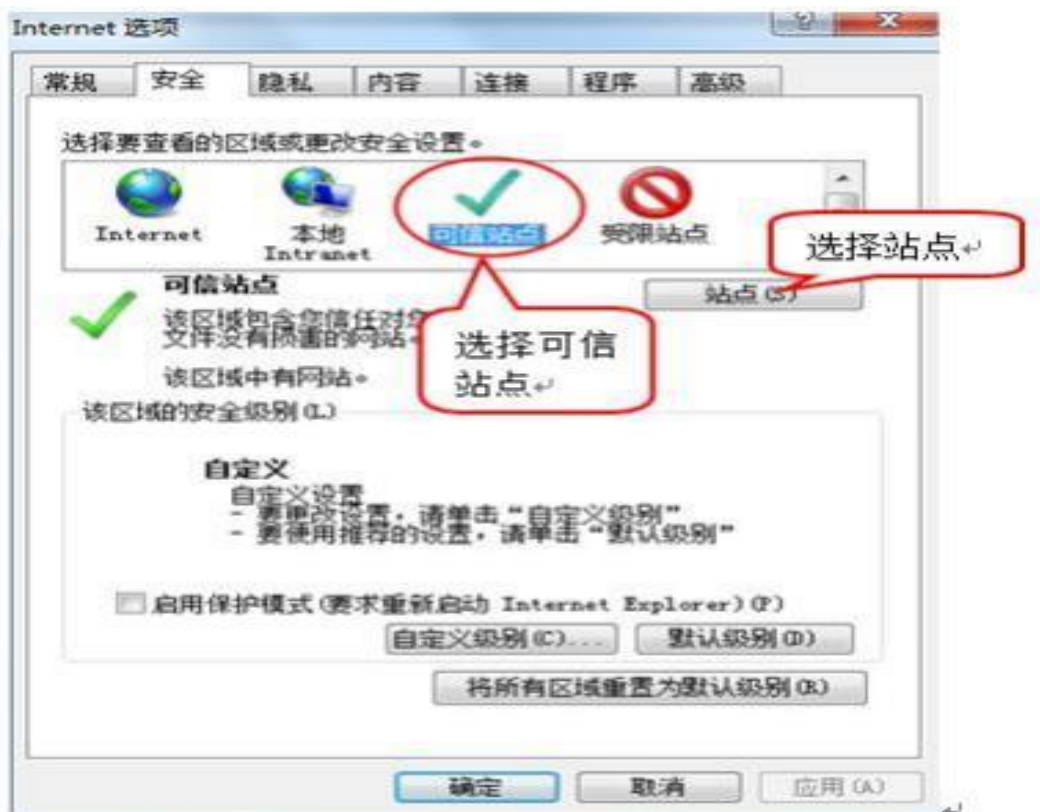 Internet 选项
常规 安全 隐私 内容 连接 程序 高级
选择要查看的区域或更改安全设置。
Internet
本地
Intranet
可信站点
受限站点
选择站点
可信站点
站点(S)
该区域包含您信任对您
文件没有损害的网站。
选择可信
站点
该区域中有网站。
该区域的安全级别(L)
自定义
自定义设置
- 要更改设置，请单击“自定义级别”
- 要使用推荐的设置，请单击“默认级别”
启用保护模式(要求重新启动 Internet Explorer)(P)
自定义级别(C)... 默认级别(D)
将所有区域重置为默认级别(R)
确定 取消 应用(A)